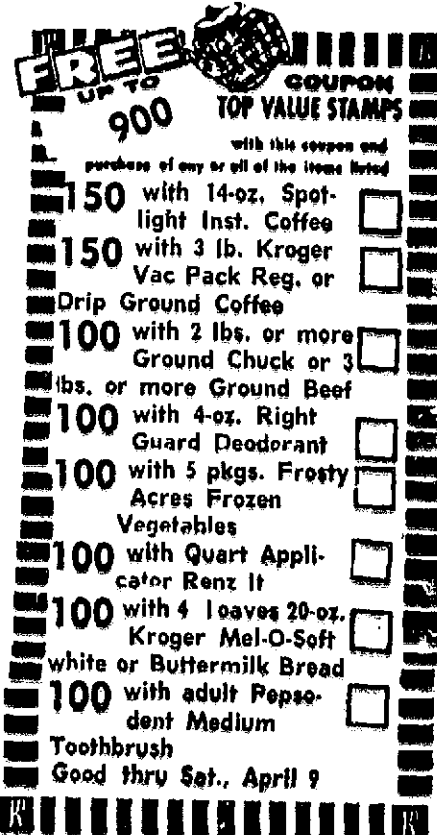 FREE
UP TO
900
COUPON
TOP VALUE STAMPS
with this coupon and
purchase of any or all of the items listed
150 with 14-oz. Spot-
light Inst. Coffee
150 with 3 lb. Kroger
Vac Pack Reg. or
Drip Ground Coffee
100 with 2 lbs. or more
Ground Chuck or 3
lbs. or more Ground Beef
100 with 4-oz. Right
Guard Deodorant
100 with 5 pkgs. Frosty
Acres Frozen
Vegetables
100 with Quart Appli-
cator Renz It
100 with 4 loaves 20-oz.
Kroger Mel-O-Soft
white or Buttermilk Bread
100 with adult Pepso-
dent Medium
Toothbrush
Good thru Sat., April 9
K K K